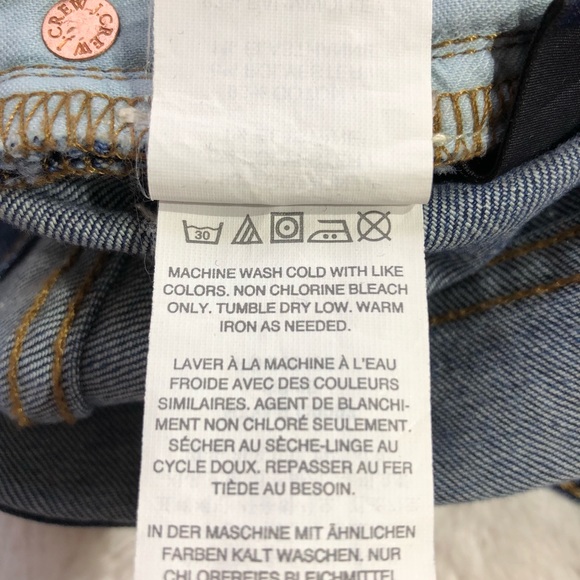 J.CREW J.CREW
30
MACHINE WASH COLD WITH LIKE
COLORS. NON CHLORINE BLEACH
ONLY. TUMBLE DRY LOW. WARM
IRON AS NEEDED.
LAVER À LA MACHINE À L'EAU
FROIDE AVEC DES COULEURS
SIMILAIRES. AGENT DE BLANCHI-
MENT NON CHLORÉ SEULEMENT.
SÉCHER AU SÈCHE-LINGE AU
CYCLE DOUX. REPASSER AU FER
TIÈDE AU BESOIN.
IN DER MASCHINE MIT ÄHNLICHEN
FARBEN KALT WASCHEN. NUR
CHLORFREIES BLEICHMITTEL